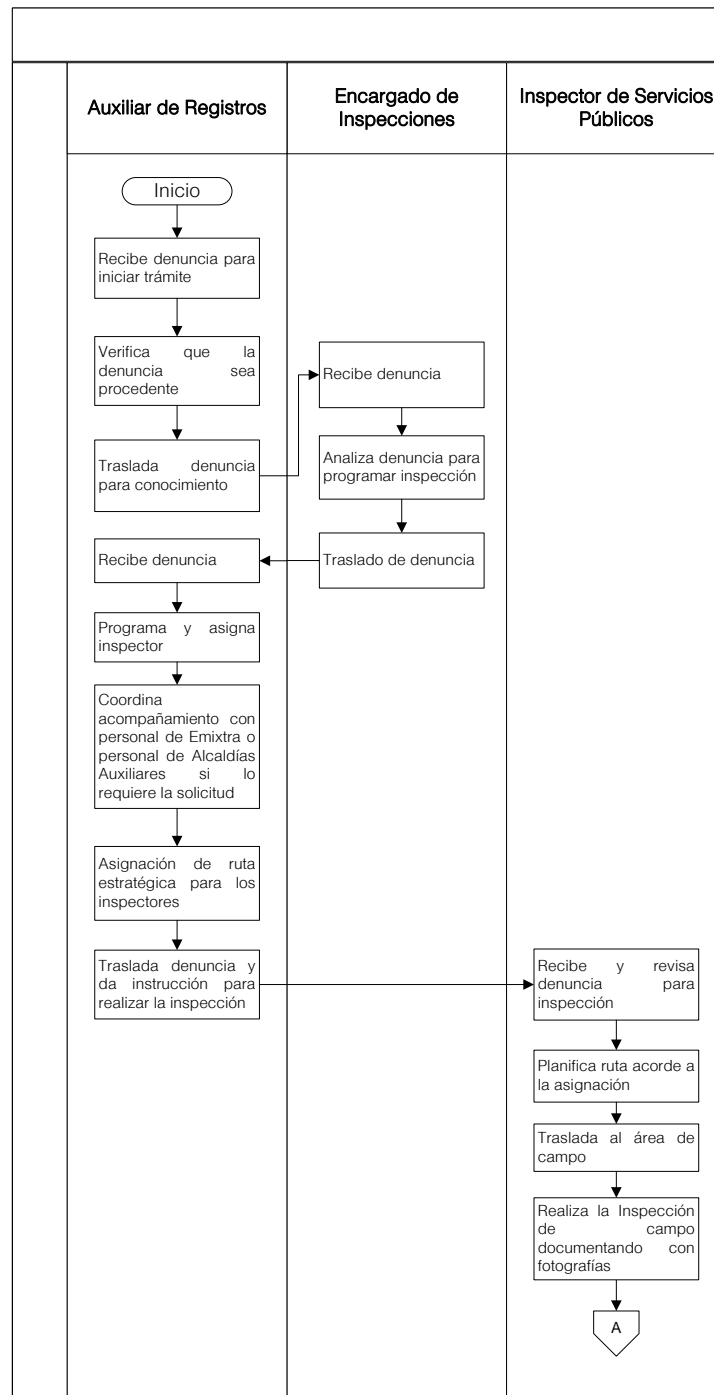 Auxiliar de Registros
Encargado de
Inspecciones
Inspector de Servicios
Públicos
Inicio
Recibe denuncia para
iniciar trámite
Verifica que la
denuncia sea
procedente
Traslada denuncia
para conocimiento
Recibe denuncia
Analiza denuncia para
programar inspección
Traslado de denuncia
Recibe denuncia
Programa y asigna
inspector
Coordina
acompañamiento con
personal de Emixtra o
personal de Alcaldías
Auxiliares si lo
requiere la solicitud
Asignación de ruta
estratégica para los
inspectores
Traslada denuncia y
da instrucción para
realizar la inspección
Recibe y revisa
denuncia para
inspección
Planifica ruta acorde a
la asignación
Traslada al área de
campo
Realiza la Inspección
de campo
documentando con
fotografías
A